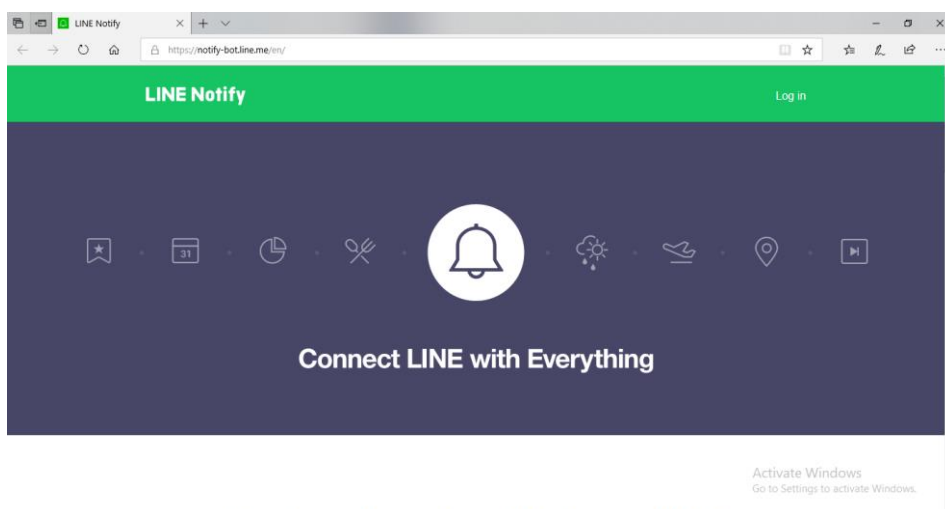 LINE Notify
https://notify-bot.line.me/en/
LINE Notify
Log in
31
Connect LINE with Everything
Activate Windows
Go to Settings to activate Windows.